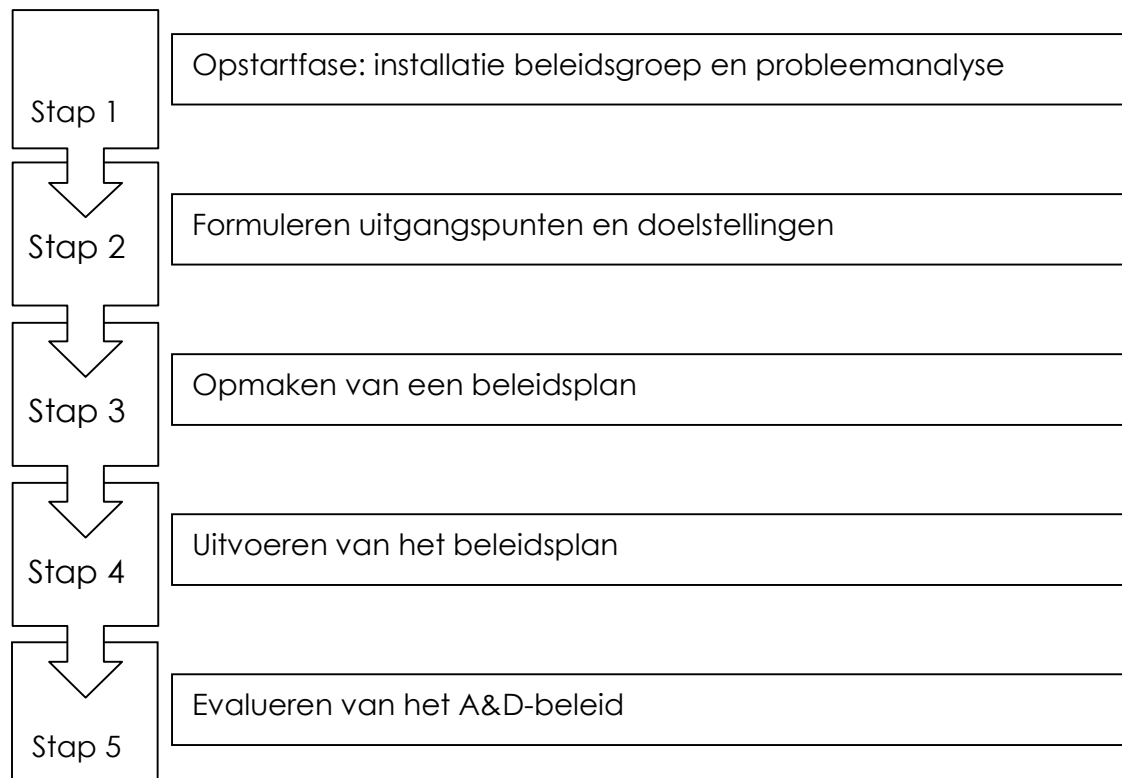 Stap 1
Opstartfase: installatie beleidsgroep en probleemanalyse
Stap 2
Formuleren uitgangspunten en doelstellingen
Stap 3
Opmaken van een beleidsplan
Stap 4
Uitvoeren van het beleidsplan
Stap 5
Evalueren van het A&D-beleid